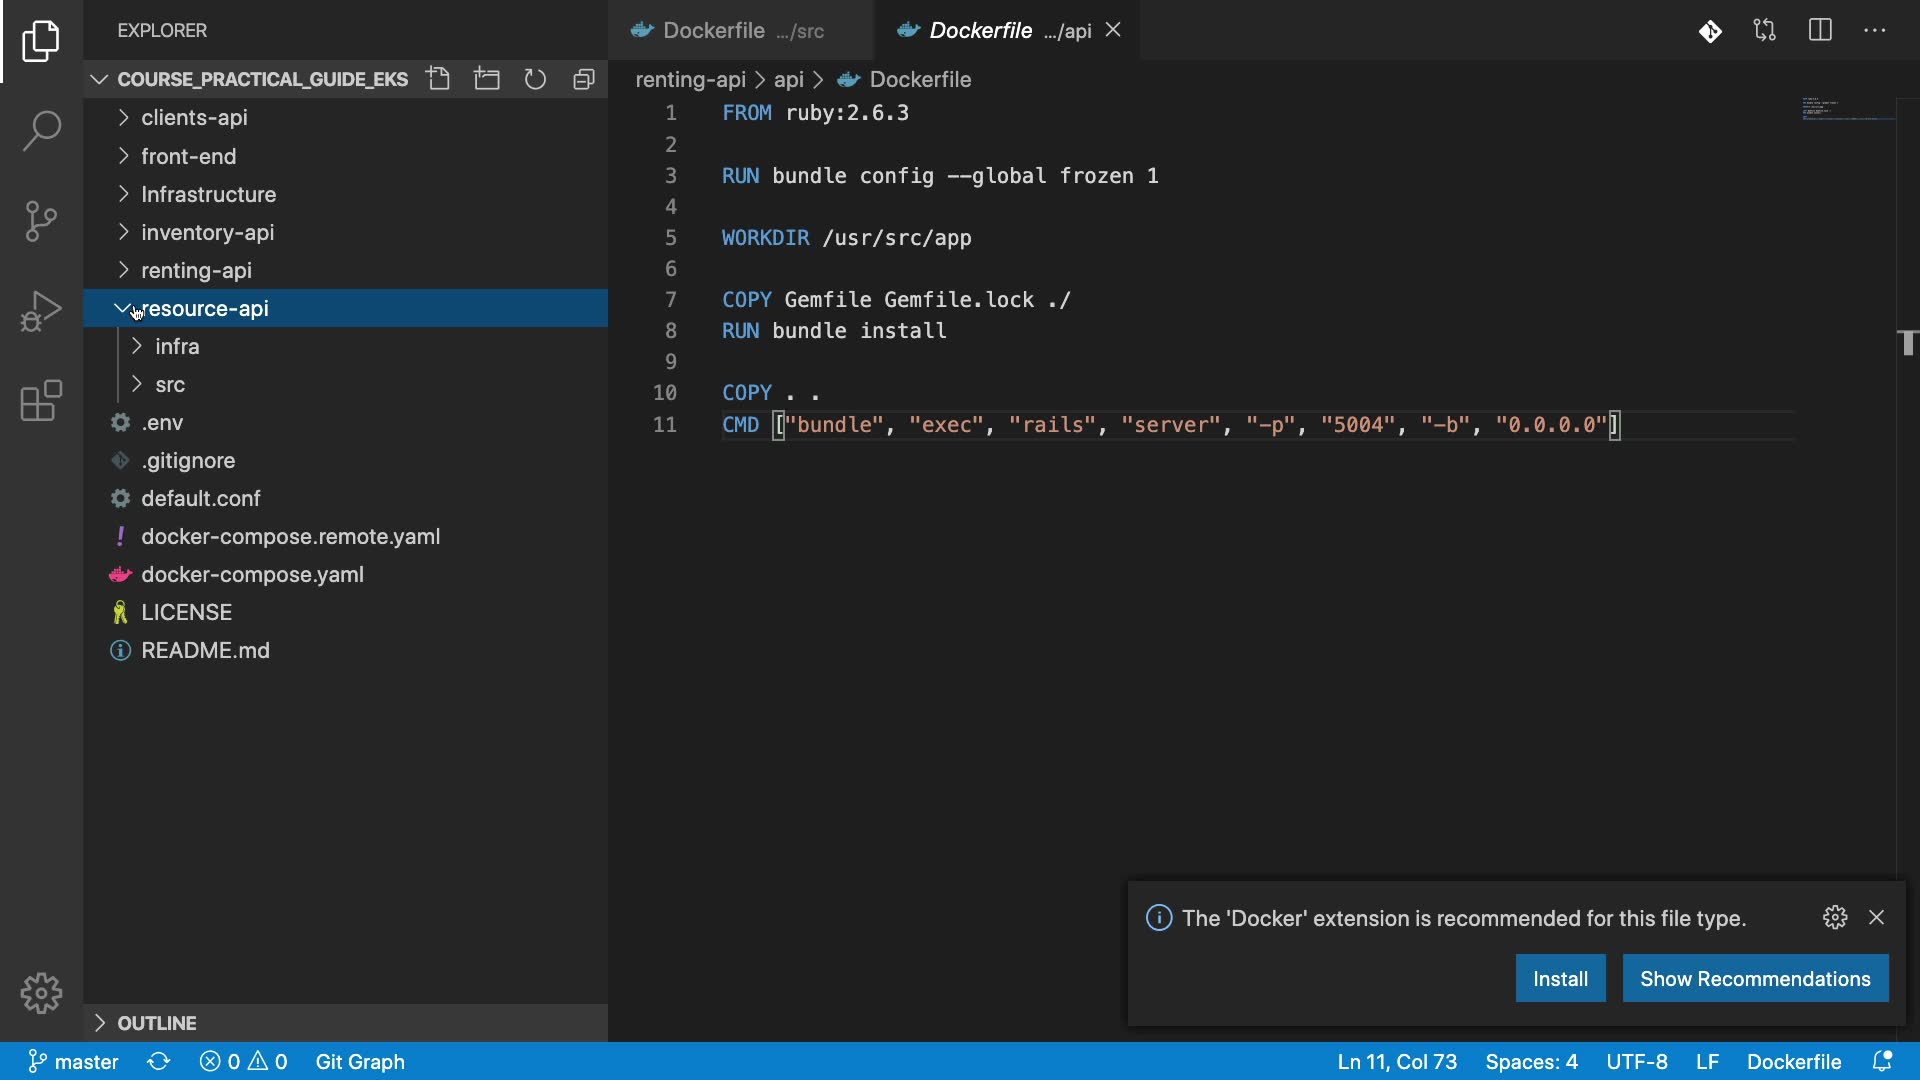 EXPLORER
COURSE_PRACTICAL_GUIDE_EKS
clients-api
front-end
Infrastructure
inventory-api
renting-api
resource-api
infra
src
.env
.gitignore
default.conf
docker-compose.remote.yaml
docker-compose.yaml
LICENSE
README.md
OUTLINE
Dockerfile .../src
Dockerfile .../api
renting-api > api > Dockerfile
1 FROM ruby:2.6.3
2
3 RUN bundle config --global frozen 1
4
5 WORKDIR /usr/src/app
6
7 COPY Gemfile Gemfile.lock ./
8 RUN bundle install
9
10 COPY . .
11 CMD ["bundle", "exec", "rails", "server", "-p", "5004", "-b", "0.0.0.0"]
The 'Docker' extension is recommended for this file type.
Install
Show Recommendations
master 0 0 Git Graph
Ln 11, Col 73 Spaces: 4 UTF-8 LF Dockerfile